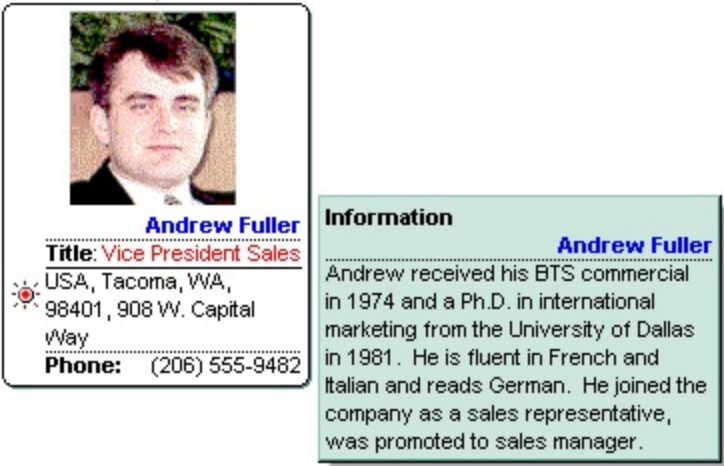 Andrew Fuller
Title: Vice President Sales
USA, Tacoma, WA,
98401, 908 W. Capital
Way
Phone: (206) 555-9482
Information
Andrew Fuller
Andrew received his BTS commercial
in 1974 and a Ph.D. in international
marketing from the University of Dallas
in 1981. He is fluent in French and
Italian and reads German. He joined the
company as a sales representative,
was promoted to sales manager.